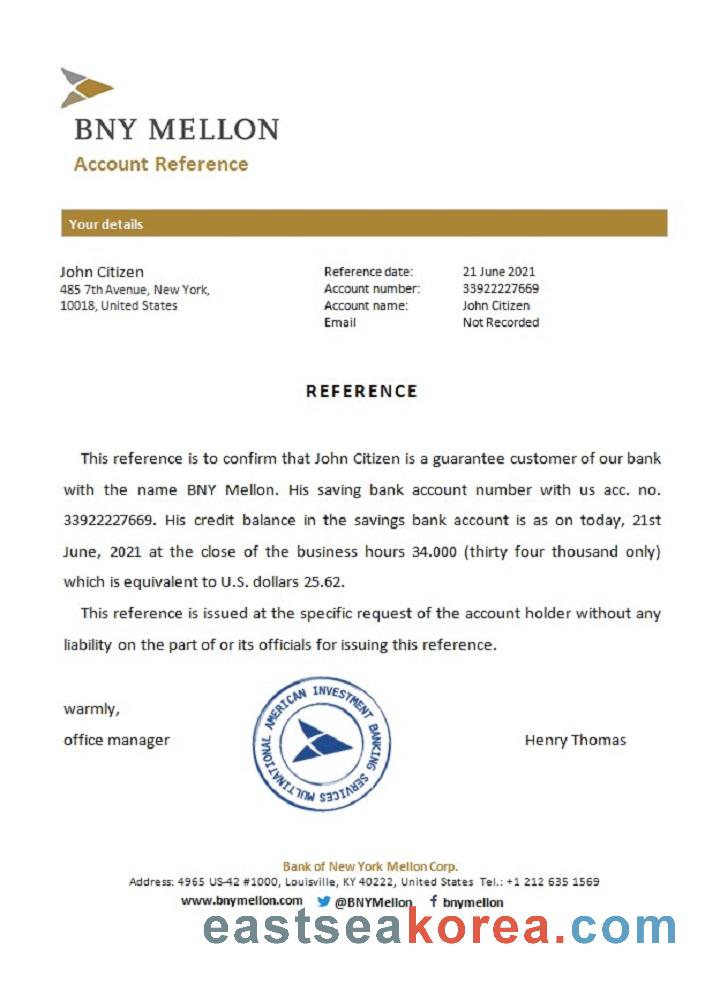 BNY MELLON
Account Reference
Your details
John Citizen
485 7th Avenue, New York,
10018, United States
Reference date: 21 June 2021
Account number: 33922227669
Account name: John Citizen
Email Not Recorded
REFERENCE
This reference is to confirm that John Citizen is a guarantee customer of our bank
with the name BNY Mellon. His saving bank account number with us acc. no.
33922227669. His credit balance in the savings bank account is as on today, 21st
June, 2021 at the close of the business hours 34.000 (thirty four thousand only)
which is equivalent to U.S. dollars 25.62.
This reference is issued at the specific request of the account holder without any
liability on the part of or its officials for issuing this reference.
warmly,
office manager
AMERICAN INVESTMENT BANKING SERVICES MULTINATIONAL
Henry Thomas
Bank of New York Mellon Corp.
Address: 4965 US-42 #1000, Louisville, KY 40222, United States Tel.: +1 212 635 1569
www.bnymellon.com @BNYMellon f bnymellon
eastseakorea.com